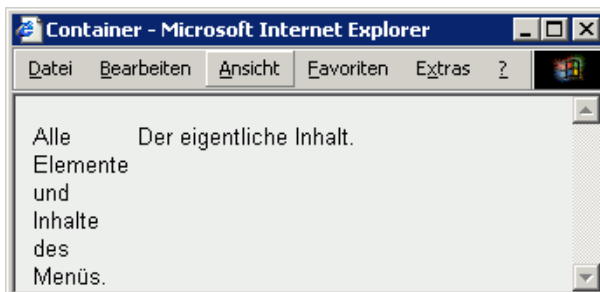 Container - Microsoft Internet Explorer
Datei Bearbeiten Ansicht Favoriten Extras ?
Alle Der eigentliche Inhalt.
Elemente
und
Inhalte
des
Menüs.